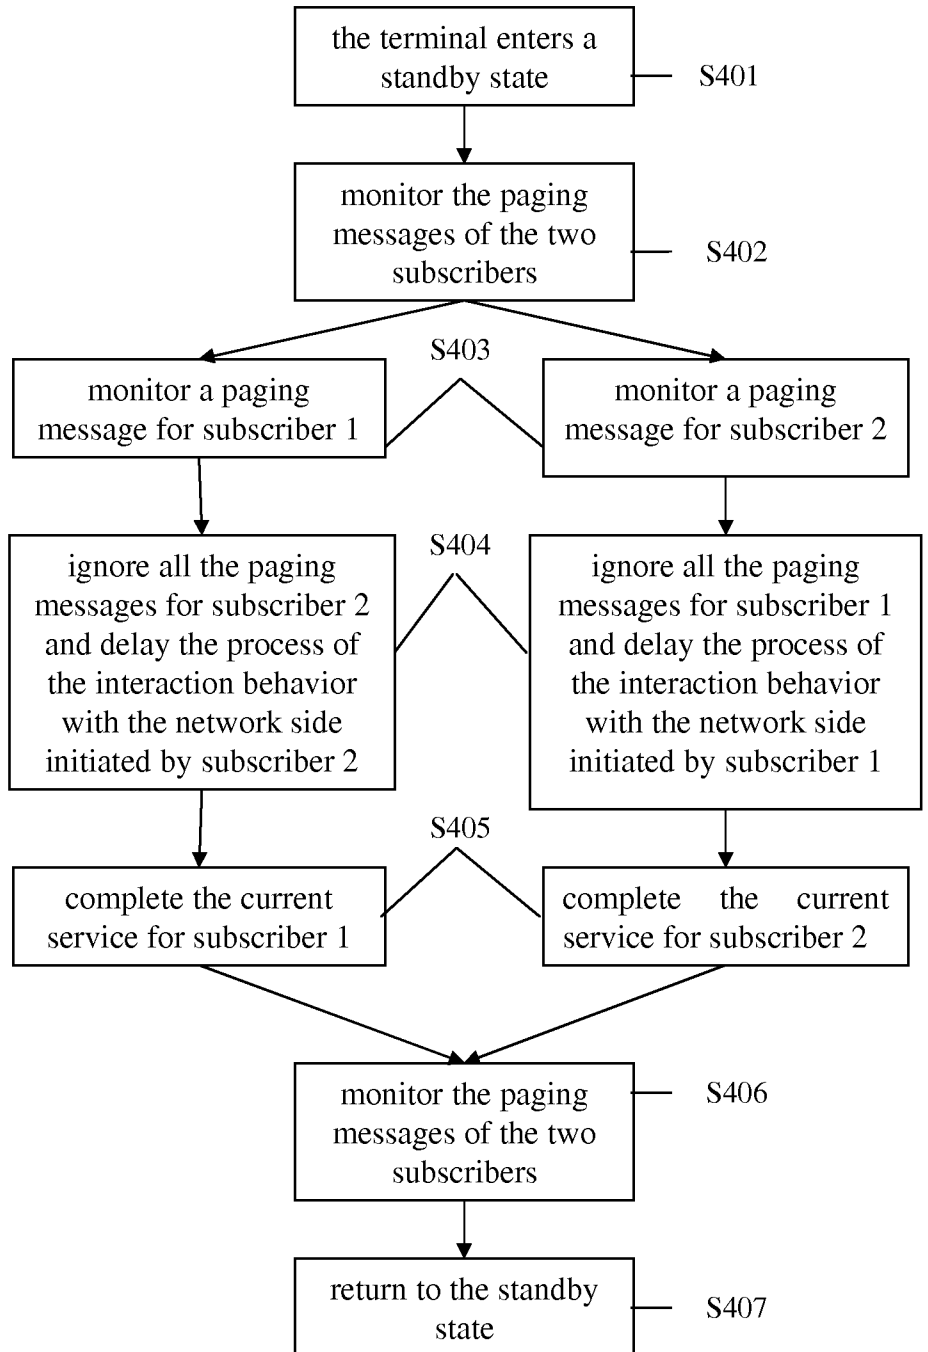 the terminal enters a
standby state
S401
monitor the paging
messages of the two
subscribers
S402
S403
monitor a paging
message for subscriber 1
monitor a paging
message for subscriber 2
S404
ignore all the paging
messages for subscriber 2
and delay the process of
the interaction behavior
with the network side
initiated by subscriber 2
ignore all the paging
messages for subscriber 1
and delay the process of
the interaction behavior
with the network side
initiated by subscriber 1
S405
complete the current
service for subscriber 1
complete the current
service for subscriber 2
monitor the paging
messages of the two
subscribers
S406
return to the standby
state
S407